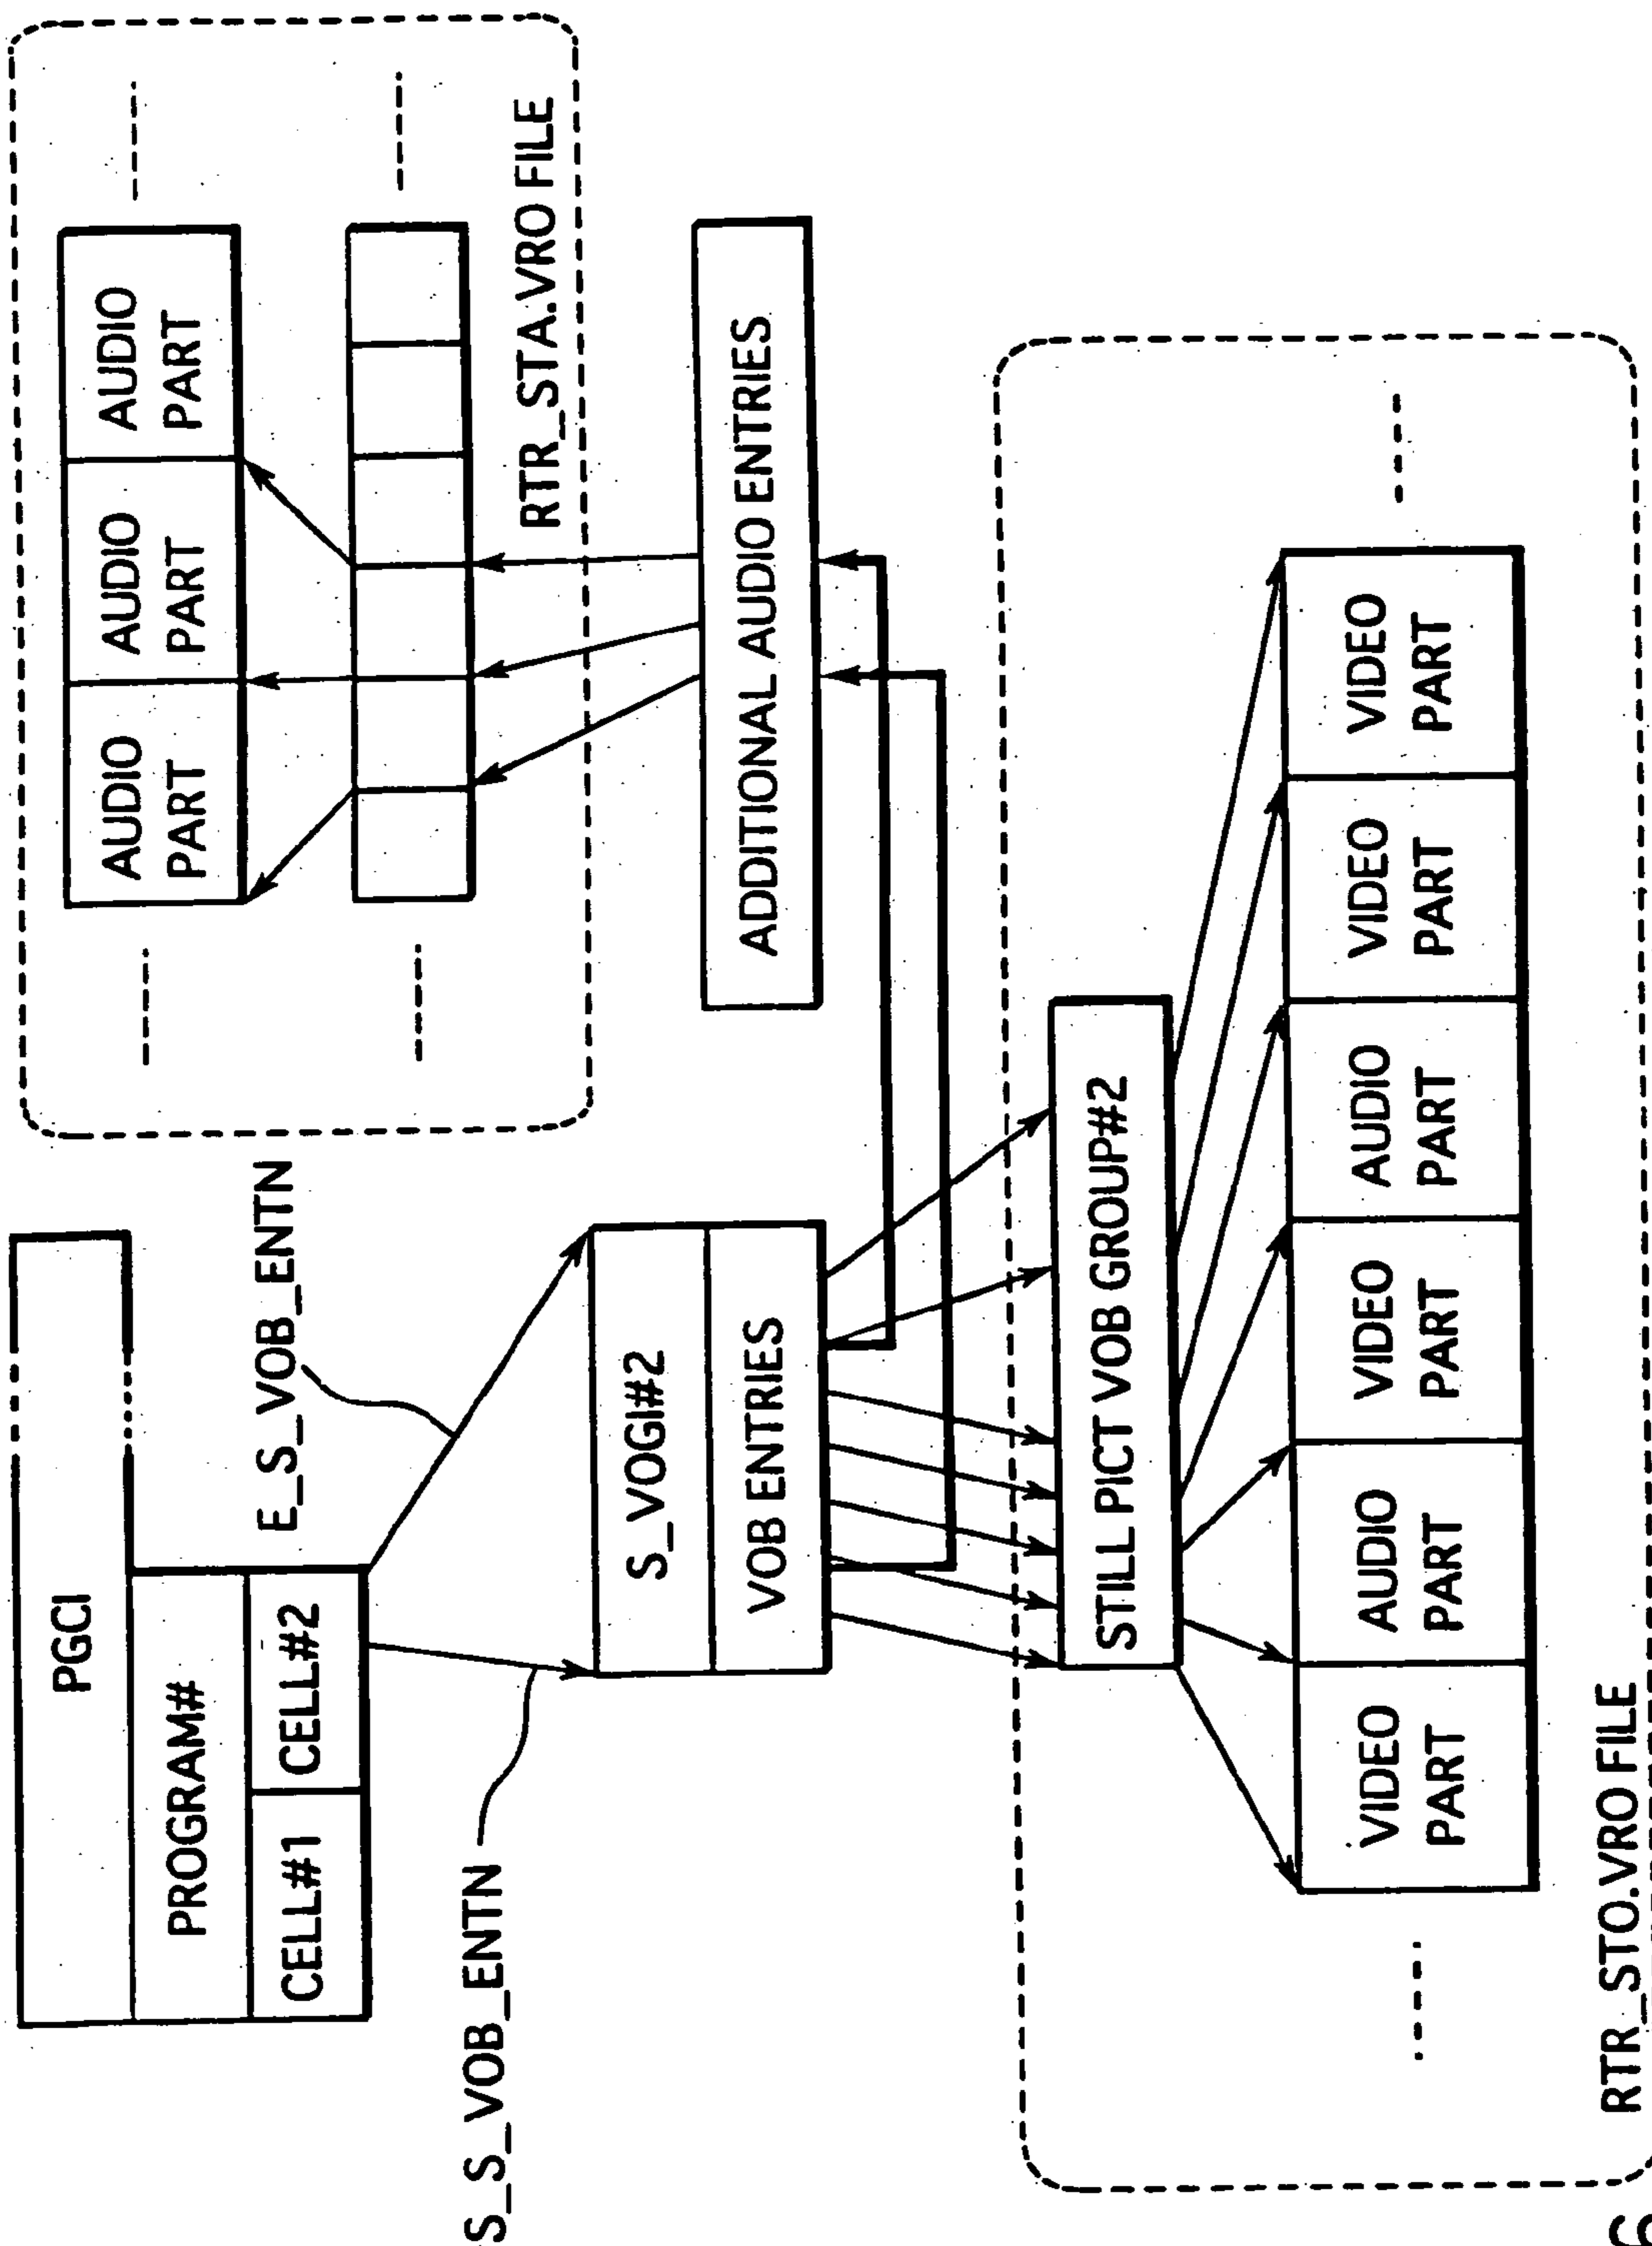 PGCI
PROGRAM#
CELL#1
CELL#2
E_S_VOB_ENTN
S_S_VOB_ENTN
S_VOGI#2
VOB ENTRIES
AUDIO
PART
AUDIO
PART
AUDIO
PART
RTR_STA.VRO FILE
ADDITIONAL AUDIO ENTRIES
STILL PICT VOB GROUP#2
VIDEO
PART
AUDIO
PART
VIDEO
PART
AUDIO
PART
VIDEO
PART
VIDEO
PART
RTR_STO.VRO FILE
6